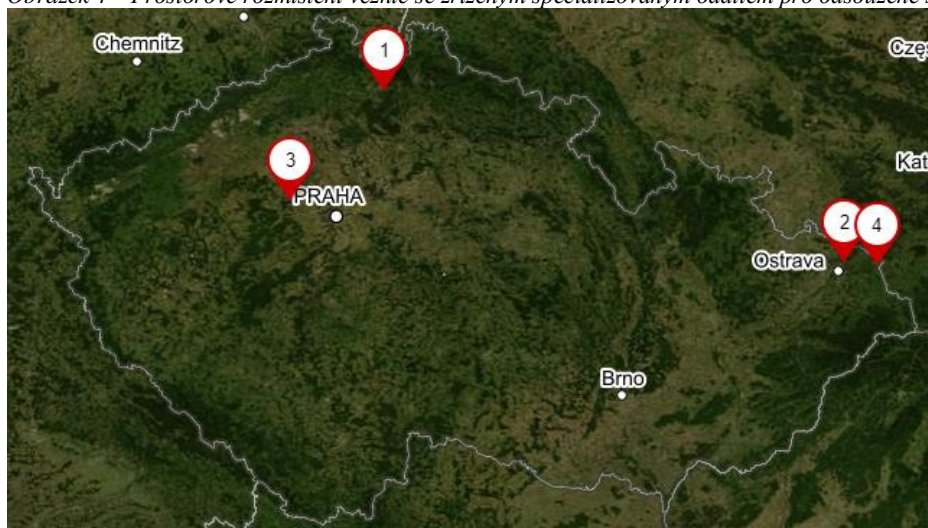 Obrázek 4 – Prostorové rozmístění věznic se zřízeným specializovaným oddílem pro odsouzené
Chemnitz
1
Częs
3
Kat
PRAHA
2
4
Ostrava
Brno